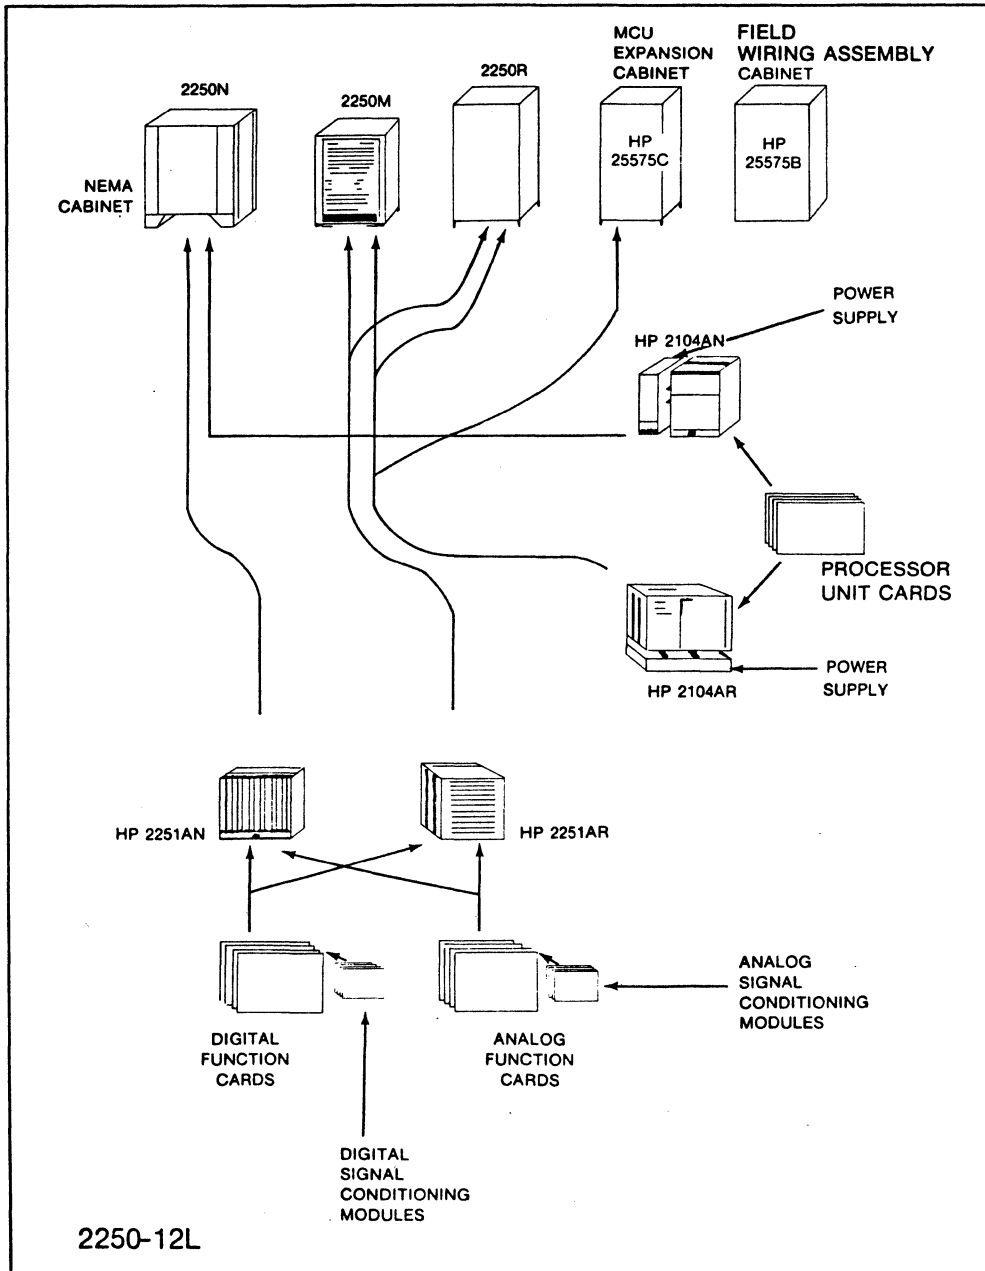 MCU
EXPANSION
CABINET
FIELD
WIRING ASSEMBLY
CABINET
2250N
2250M
2250R
HP
25575C
HP
25575B
NEMA
CABINET
POWER
SUPPLY
HP 2104AN
PROCESSOR
UNIT CARDS
POWER
SUPPLY
HP 2104AR
HP 2251AN
HP 2251AR
ANALOG
SIGNAL
CONDITIONING
MODULES
DIGITAL
FUNCTION
CARDS
ANALOG
FUNCTION
CARDS
DIGITAL
SIGNAL
CONDITIONING
MODULES
2250-12L